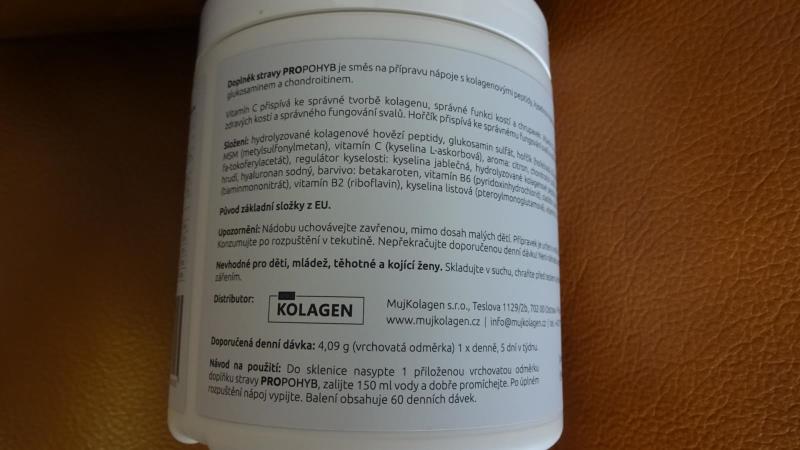 Doplněk stravy PROPOHYB je směs na přípravu nápoje s kolagenovými peptidy,
glukosaminem a chondroitinem.
Vitamín C přispívá ke správné tvorbě kolagenu, správné funkci kostí a chrupavek.
zdravých kostí a správného fungování svalů. Hořčík přispívá ke správnému fungování
Složení: hydrolyzované kolagenové hovězí peptidy, glukosamin sulfát, hořčík
MSM (metylsulfonylmetan), vitamín C (kyselina L-askorbová), aroma: citron,
fa-tokoferylacetát), regulátor kyselosti: kyselina jablečná, hydrolyzované kolagenové
hrudí, hyaluronan sodný, barvivo: betakaroten, vitamín B6 (pyridoxinhydrochlorid),
(tiaminmononitrát), vitamín B2 (riboflavin), kyselina listová (pteroylmonoglutamová),
Původ základní složky z EU.
Upozornění: Nádobu uchovávejte zavřenou, mimo dosah malých dětí. Přípravek je určen
Konzumujte po rozpuštění v tekutině. Nepřekračujte doporučenou denní dávku!
Nevhodné pro děti, mládež, těhotné a kojící ženy. Skladujte v suchu, chraňte před
zářením.
Distributor:
KOLAGEN
MujKolagen s.r.o., Teslova 1129/2b, 702 00
www.mujkolagen.cz | info@mujkolagen.cz | tel.
Doporučená denní dávka: 4,09 g (vrchovatá odměrka) 1 x denně, 5 dní v týdnu.
Návod na použití: Do sklenice nasypte 1 přiloženou vrchovatou odměrku
doplňku stravy PROPOHYB, zalijte 150 ml vody a dobře promíchejte. Po úplném
rozpuštění nápoj vypijte. Balení obsahuje 60 denních dávek.